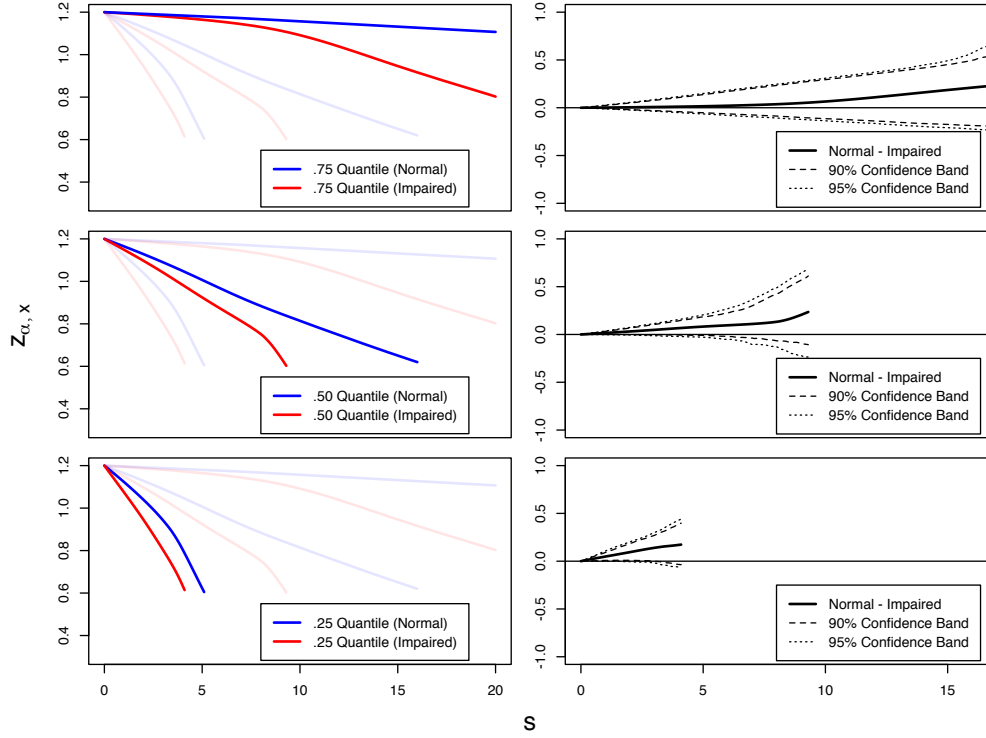 1.2
1.0
0.8
0.6
0.4
.75 Quantile (Normal)
.75 Quantile (Impaired)
1.0
0.5
0.0
-0.5
-1.0
Normal - Impaired
90% Confidence Band
95% Confidence Band
1.2
1.0
0.8
0.6
0.4
.50 Quantile (Normal)
.50 Quantile (Impaired)
1.0
0.5
0.0
-0.5
-1.0
Normal - Impaired
90% Confidence Band
95% Confidence Band
1.2
1.0
0.8
0.6
0.4
.25 Quantile (Normal)
.25 Quantile (Impaired)
1.0
0.5
0.0
-0.5
-1.0
Normal - Impaired
90% Confidence Band
95% Confidence Band
0 5 10 15 20
0 5 10 15
Zα, x
s